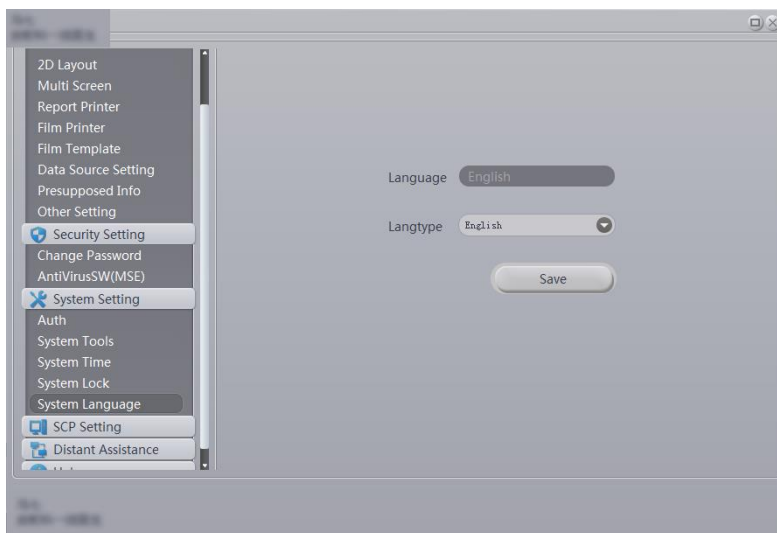 2D Layout
Multi Screen
Report Printer
Film Printer
Film Template
Data Source Setting
Presupposed Info
Other Setting
Security Setting
Change Password
AntiVirusSW(MSE)
System Setting
Auth
System Tools
System Time
System Lock
System Language
SCP Setting
Distant Assistance
Language English
Langtype English
Save